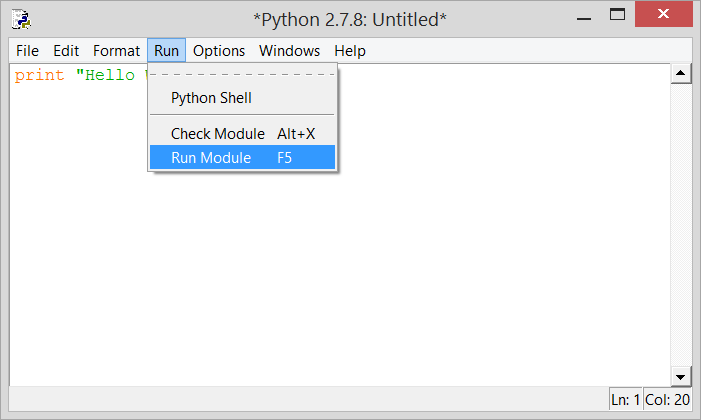 *Python 2.7.8: Untitled*
File Edit Format Run Options Windows Help
print "Hello
Python Shell
Check Module Alt+X
Run Module F5
Ln: 1 Col: 20